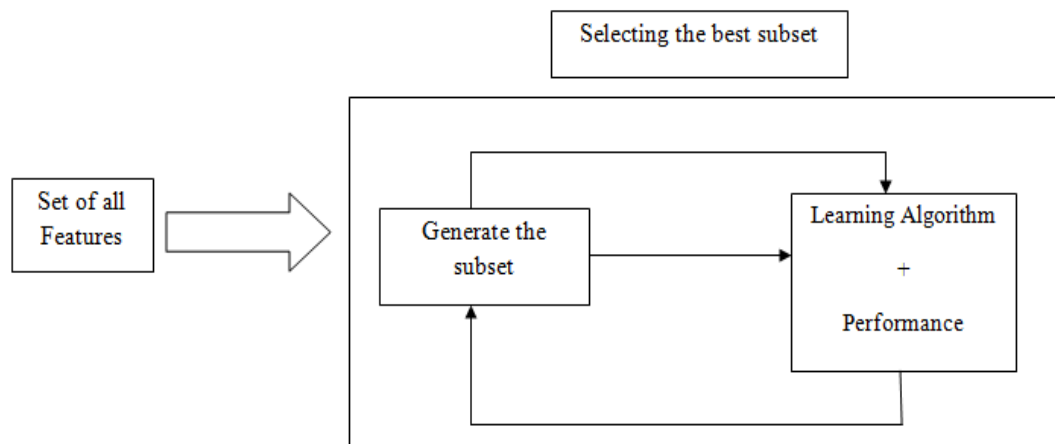 Selecting the best subset
Set of all
Features
Generate the
subset
Learning Algorithm
+
Performance